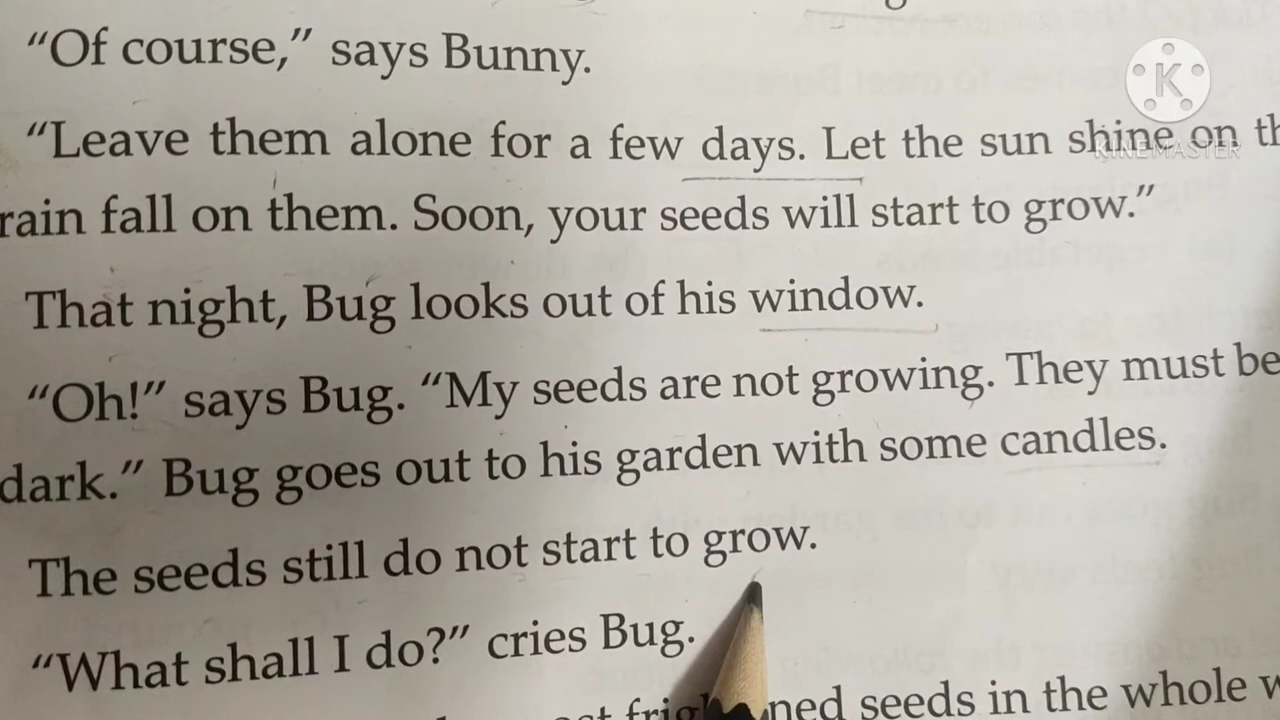 "Of course," says Bunny.
"Leave them alone for a few days. Let the sun shine on
rain fall on them. Soon, your seeds will start to grow."
That night, Bug looks out of his window.
"Oh!" says Bug. "My seeds are not growing. They must be
dark." Bug goes out to his garden with some candles.
The seeds still do not start to grow.
"What shall I do?" cries Bug.
seeds in the whole
K
KINEMASTER